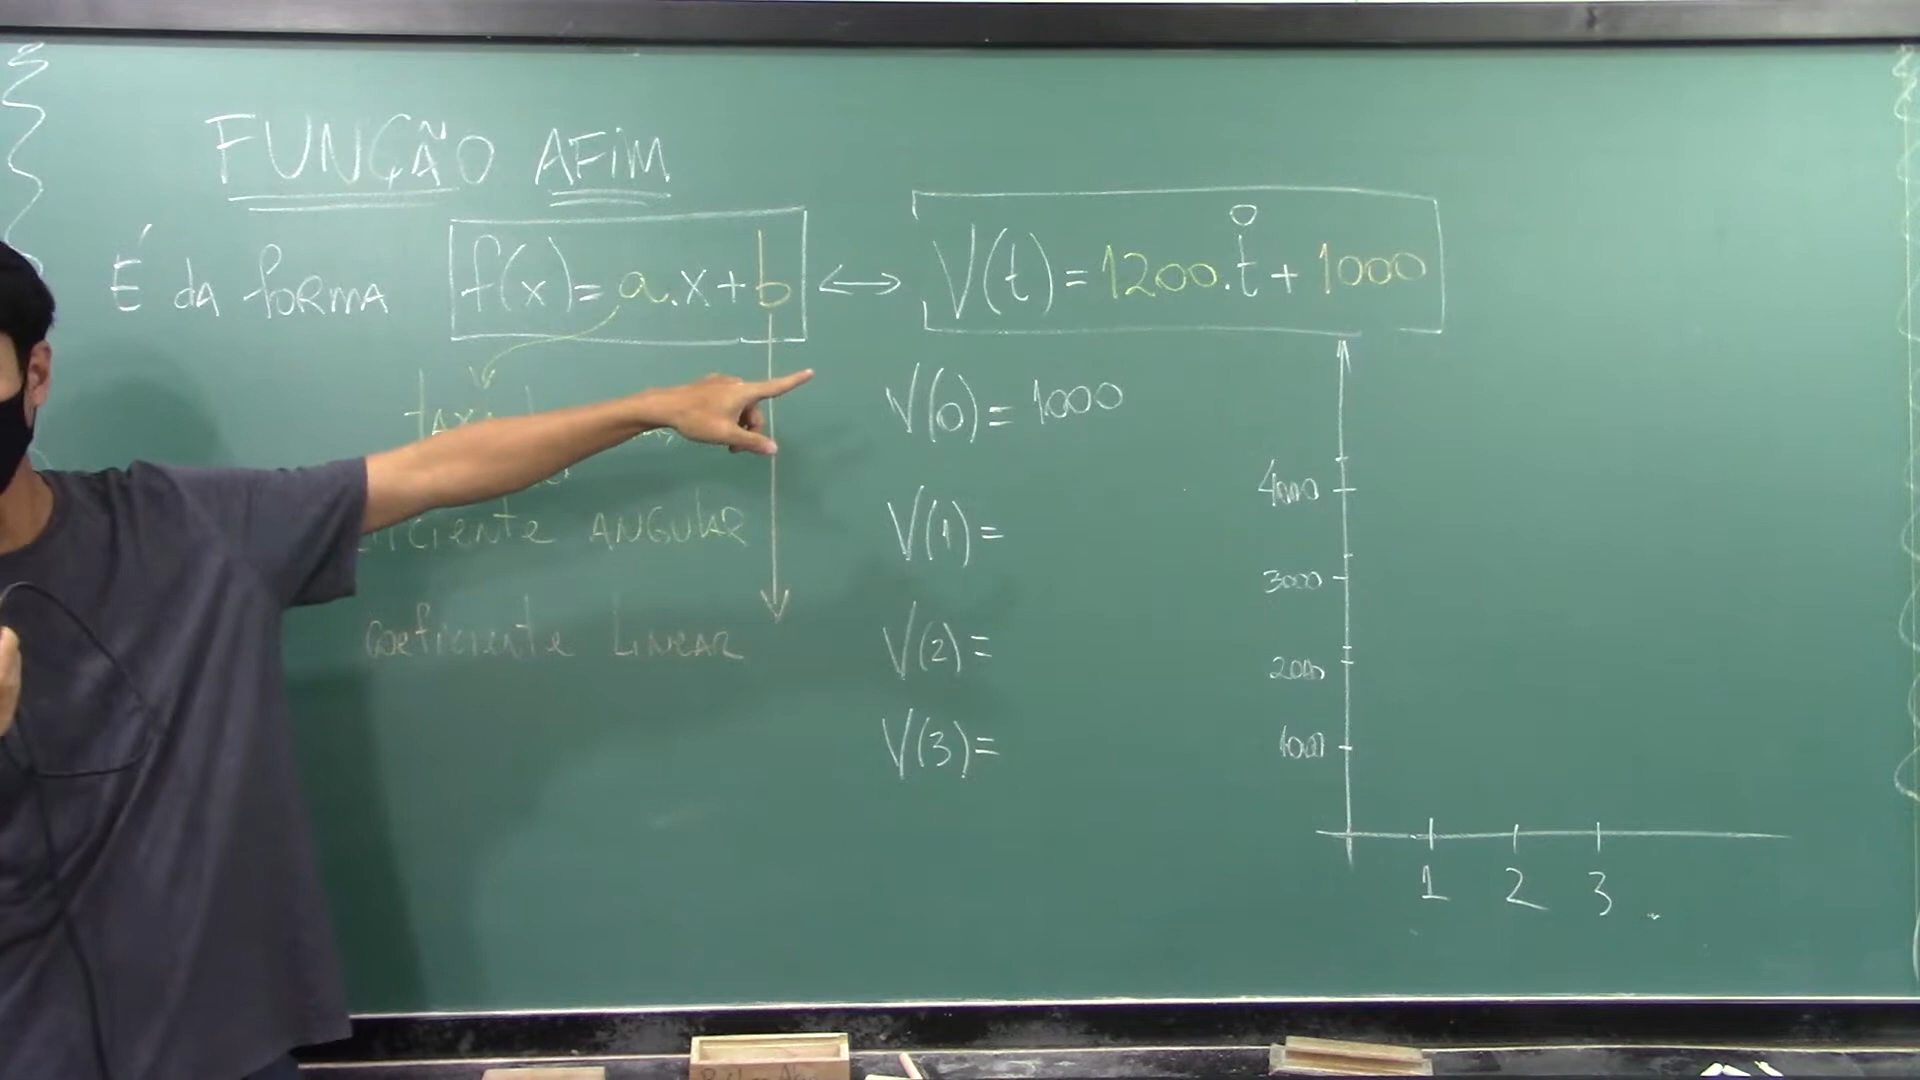 FUNÇÃO AFIM
É da forma f(x) = a.x + b ↔ V(t) = 1200.t + 1000
0
V(0) = 1000
ANGULAR
V(1) =
coeficiente LINEAR
V(2) =
V(3) =
4000
3000
2000
1000
1 2 3